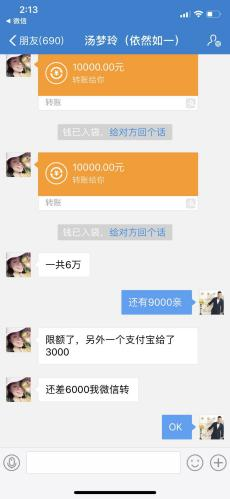 2:13
微信
朋友(690)
汤梦玲（依然如一）
10000.00元
转账给你
转账
钱已入袋，给对方回个话
10000.00元
转账给你
转账
钱已入袋，给对方回个话
一共6万
还有9000亲
限额了，另外一个支付宝给了
3000
还差6000我微信转
OK